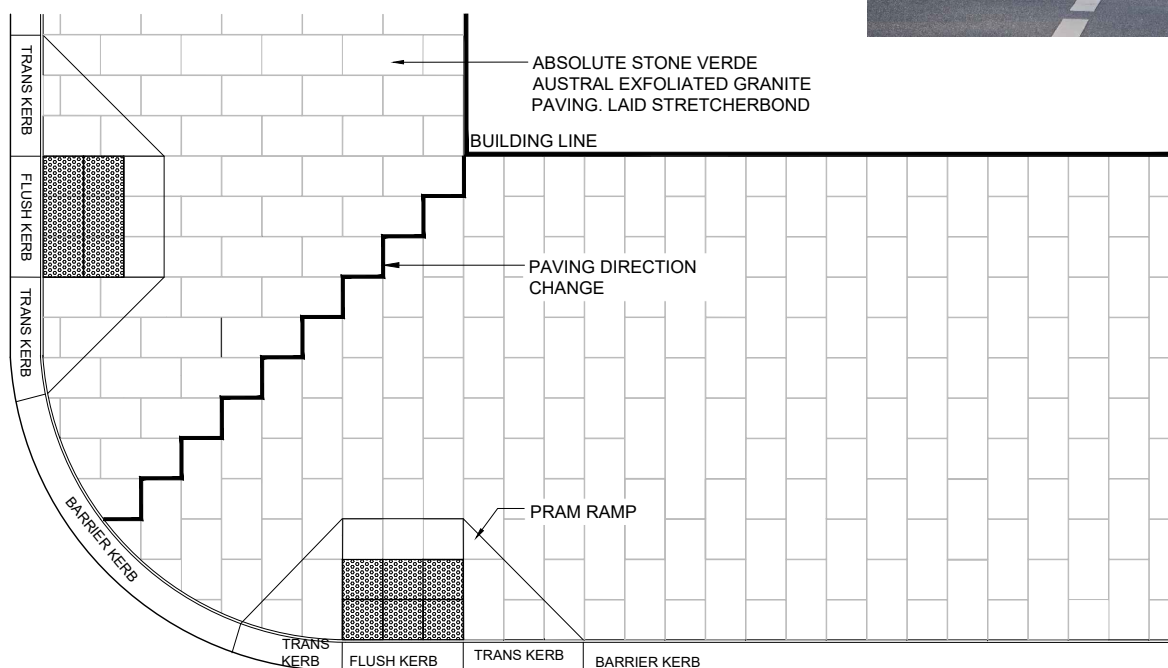 TRANS KERB
ABSOLUTE STONE VERDE
AUSTRAL EXFOLIATED GRANITE
PAVING. LAID STRETCHERBOND
BUILDING LINE
FLUSH KERB
PAVING DIRECTION
CHANGE
TRANS KERB
BARRIER KERB
PRAM RAMP
TRANS
KERB
FLUSH KERB
TRANS KERB
BARRIER KERB